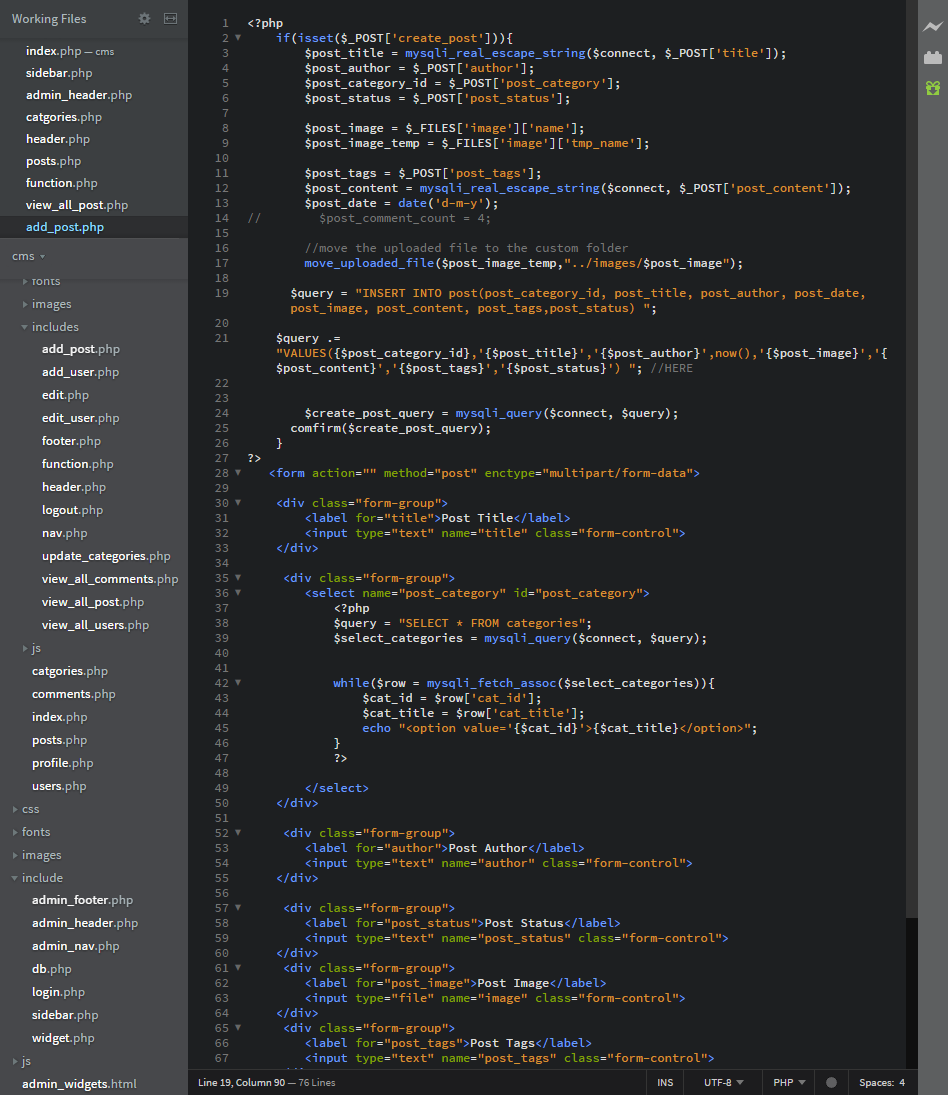 Working Files
index.php — cms
sidebar.php
admin_header.php
catgories.php
header.php
posts.php
function.php
view_all_post.php
add_post.php
cms
fonts
images
includes
add_post.php
add_user.php
edit.php
edit_user.php
footer.php
function.php
header.php
logout.php
nav.php
update_categories.php
view_all_comments.php
view_all_post.php
view_all_users.php
js
catgories.php
comments.php
index.php
posts.php
profile.php
users.php
css
fonts
images
include
admin_footer.php
admin_header.php
admin_nav.php
db.php
login.php
sidebar.php
widget.php
js
admin_widgets.html
1 <?php
2 if(isset($_POST['create_post'])){
3 $post_title = mysqli_real_escape_string($connect, $_POST['title']);
4 $post_author = $_POST['author'];
5 $post_category_id = $_POST['post_category'];
6 $post_status = $_POST['post_status'];
7
8 $post_image = $_FILES['image']['name'];
9 $post_image_temp = $_FILES['image']['tmp_name'];
10
11 $post_tags = $_POST['post_tags'];
12 $post_content = mysqli_real_escape_string($connect, $_POST['post_content']);
13 $post_date = date('d-m-y');
14 // $post_comment_count = 4;
15
16 //move the uploaded file to the custom folder
17 move_uploaded_file($post_image_temp,"../images/$post_image");
18
19 $query = "INSERT INTO post(post_category_id, post_title, post_author, post_date,
post_image, post_content, post_tags,post_status) ";
20
21 $query .=
"VALUES({$post_category_id},'{$post_title}','{$post_author}',now(),'{$post_image}','{
$post_content}','{$post_tags}','{$post_status}') "; //HERE
22
23
24 $create_post_query = mysqli_query($connect, $query);
25 comfirm($create_post_query);
26 }
27 ?>
28 <form action="" method="post" enctype="multipart/form-data">
29
30 <div class="form-group">
31 <label for="title">Post Title</label>
32 <input type="text" name="title" class="form-control">
33 </div>
34
35 <div class="form-group">
36 <select name="post_category" id="post_category">
37 <?php
38 $query = "SELECT * FROM categories";
39 $select_categories = mysqli_query($connect, $query);
40
41
42 while($row = mysqli_fetch_assoc($select_categories)){
43 $cat_id = $row['cat_id'];
44 $cat_title = $row['cat_title'];
45 echo "<option value='{$cat_id}'>{$cat_title}</option>";
46 }
47 ?>
48
49 </select>
50 </div>
51
52 <div class="form-group">
53 <label for="author">Post Author</label>
54 <input type="text" name="author" class="form-control">
55 </div>
56
57 <div class="form-group">
58 <label for="post_status">Post Status</label>
59 <input type="text" name="post_status" class="form-control">
60 </div>
61 <div class="form-group">
62 <label for="post_image">Post Image</label>
63 <input type="file" name="image" class="form-control">
64 </div>
65 <div class="form-group">
66 <label for="post_tags">Post Tags</label>
67 <input type="text" name="post_tags" class="form-control">
Line 19, Column 90 — 76 Lines
INS
UTF-8
PHP
Spaces: 4